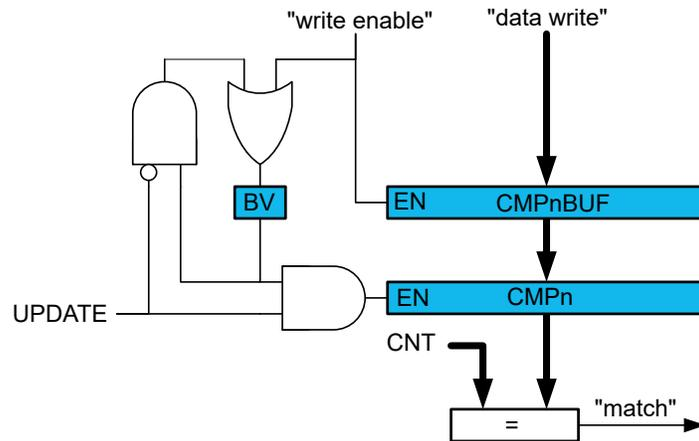 "write enable"
"data write"
BV
EN
CMPnBUF
EN
CMPn
UPDATE
CNT
=
"match"